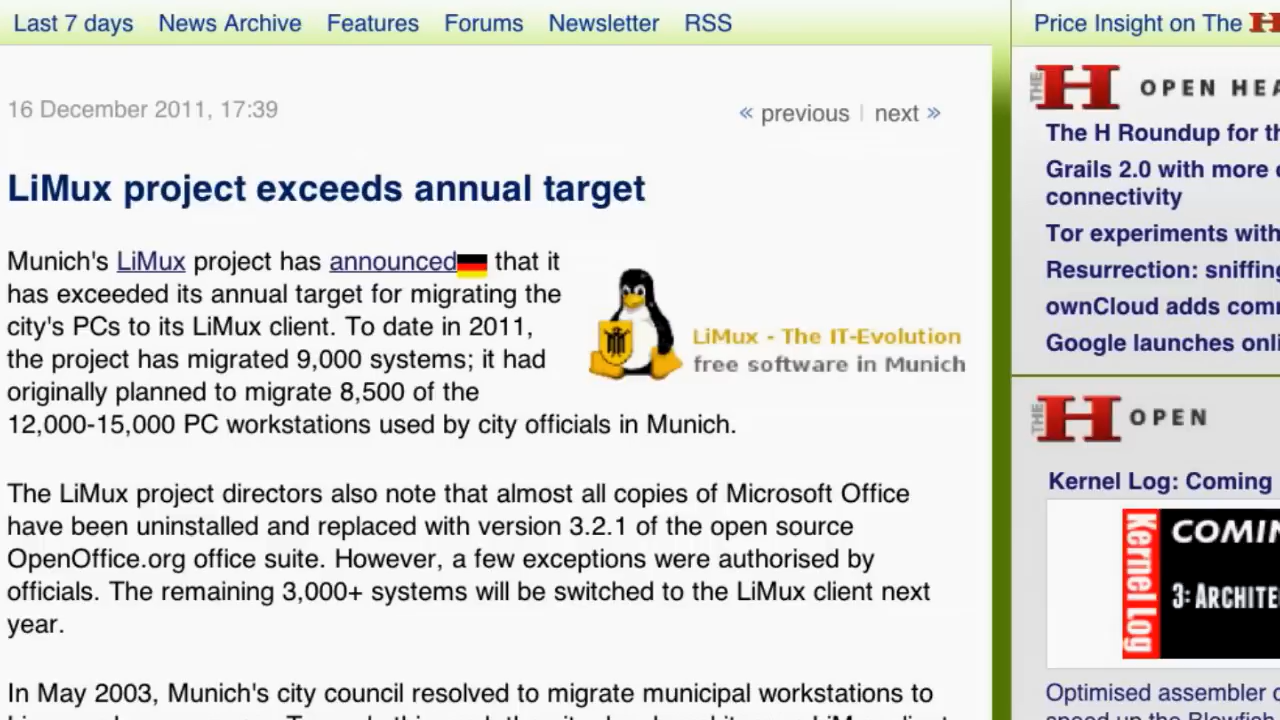 Last 7 days News Archive Features Forums Newsletter RSS
16 December 2011, 17:39
« previous | next »
LiMux project exceeds annual target
Munich's LiMux project has announced that it
has exceeded its annual target for migrating the
city's PCs to its LiMux client. To date in 2011,
the project has migrated 9,000 systems; it had
originally planned to migrate 8,500 of the
12,000-15,000 PC workstations used by city officials in Munich.
LiMux - The IT-Evolution
free software in Munich
The LiMux project directors also note that almost all copies of Microsoft Office
have been uninstalled and replaced with version 3.2.1 of the open source
OpenOffice.org office suite. However, a few exceptions were authorised by
officials. The remaining 3,000+ systems will be switched to the LiMux client next
year.
In May 2003, Munich's city council resolved to migrate municipal workstations to
Price Insight on The H
THE H OPEN HEA
The H Roundup for th
Grails 2.0 with more
connectivity
Tor experiments with
Resurrection: sniffing
ownCloud adds com
Google launches onli
THE H OPEN
Kernel Log: Coming
Kernel Log
COMIN
3: ARCHITE
Optimised assembler
speed up the Blowfish